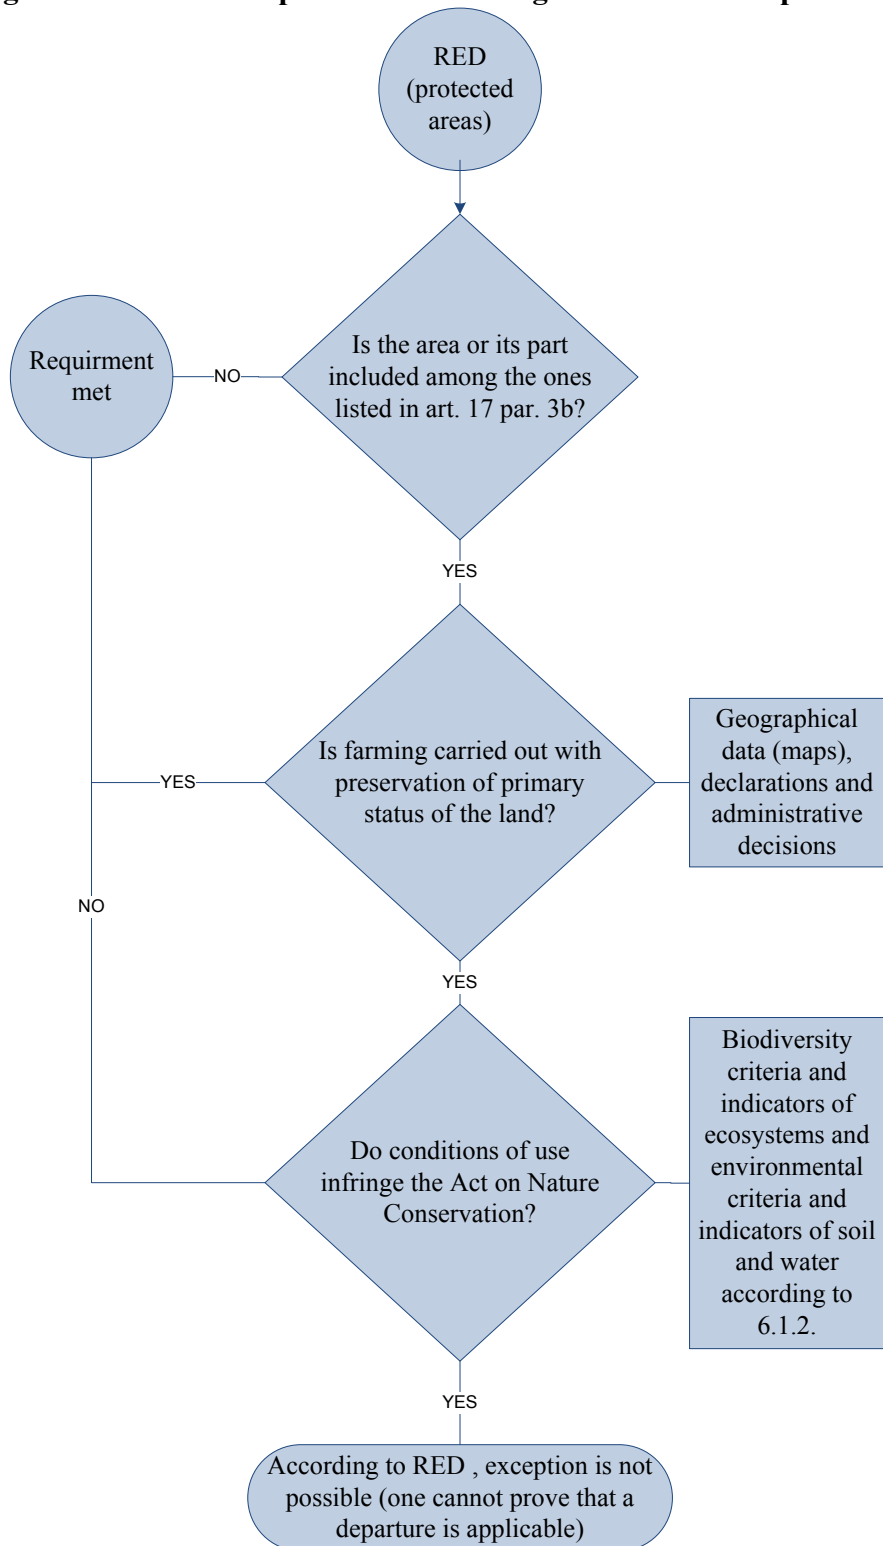 RED
(protected
areas)
Requirment
met
NO
Is the area or its part
included among the ones
listed in art. 17 par. 3b?
YES
YES
Is farming carried out with
preservation of primary
status of the land?
Geographical
data (maps),
declarations and
administrative
decisions
NO
YES
Do conditions of use
infringe the Act on Nature
Conservation?
Biodiversity
criteria and
indicators of
ecosystems and
environmental
criteria and
indicators of soil
and water
according to
6.1.2.
YES
According to RED , exception is not
possible (one cannot prove that a
departure is applicable)